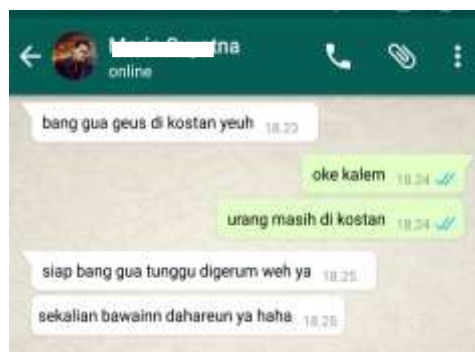 tna
online
bang gua geus di kostan yeuh 18.23
oke kalem 18.24
urang masih di kostan 18.24
siap bang gua tunggu digerum weh ya 18.25
sekalian bawainn dahareun ya haha 18.25